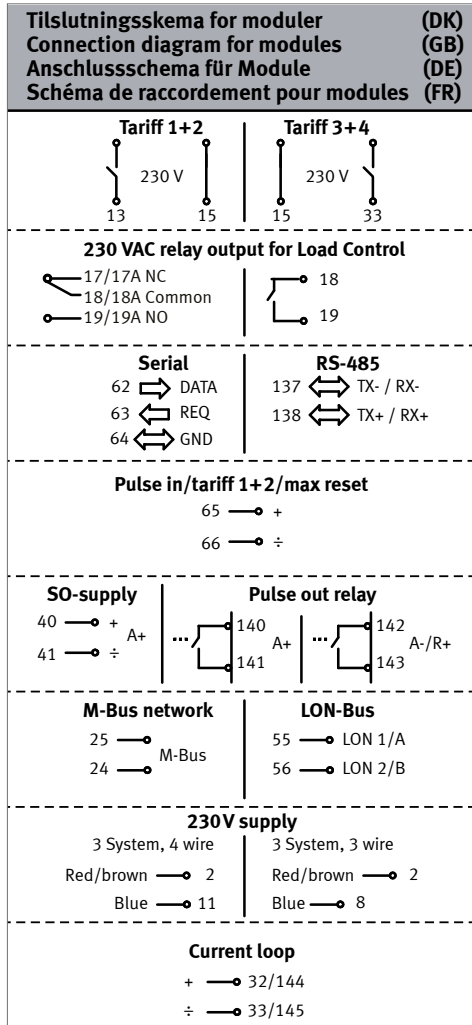 Tilslutningsskema for moduler (DK)
Connection diagram for modules (GB)
Anschlussschema für Module (DE)
Schéma de raccordement pour modules (FR)
Tariff 1+2 Tariff 3+4
230 V 230 V
13 15 15 33
230 VAC relay output for Load Control
17/17A NC 18
18/18A Common
19/19A NO 19
Serial RS-485
62 DATA 137 TX- / RX-
63 REQ 138 TX+ / RX+
64 GND
Pulse in/tariff 1+2/max reset
65 +
66 ÷
SO-supply Pulse out relay
40 + 140 142
A+ A+ A-/R+
41 ÷ 141 143
M-Bus network LON-Bus
25 55 LON 1/A
M-Bus
24 56 LON 2/B
230V supply
3 System, 4 wire 3 System, 3 wire
Red/brown 2 Red/brown 2
Blue 11 Blue 8
Current loop
+ 32/144
÷ 33/145